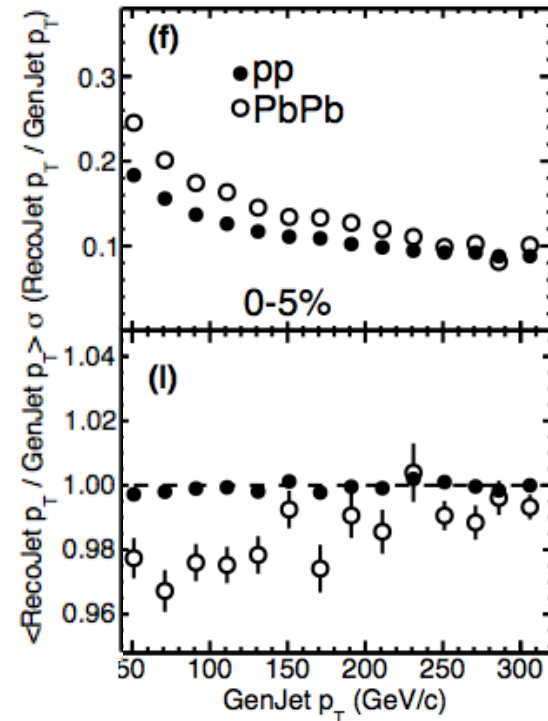 <RecoJet p_T / GenJet p_T> σ (RecoJet p_T / GenJet p_T)
(f)
pp
PbPb
0.3
0.2
0.1
0-5%
(l)
1.04
1.02
1.00
0.98
0.96
50 100 150 200 250 300
GenJet p_T (GeV/c)